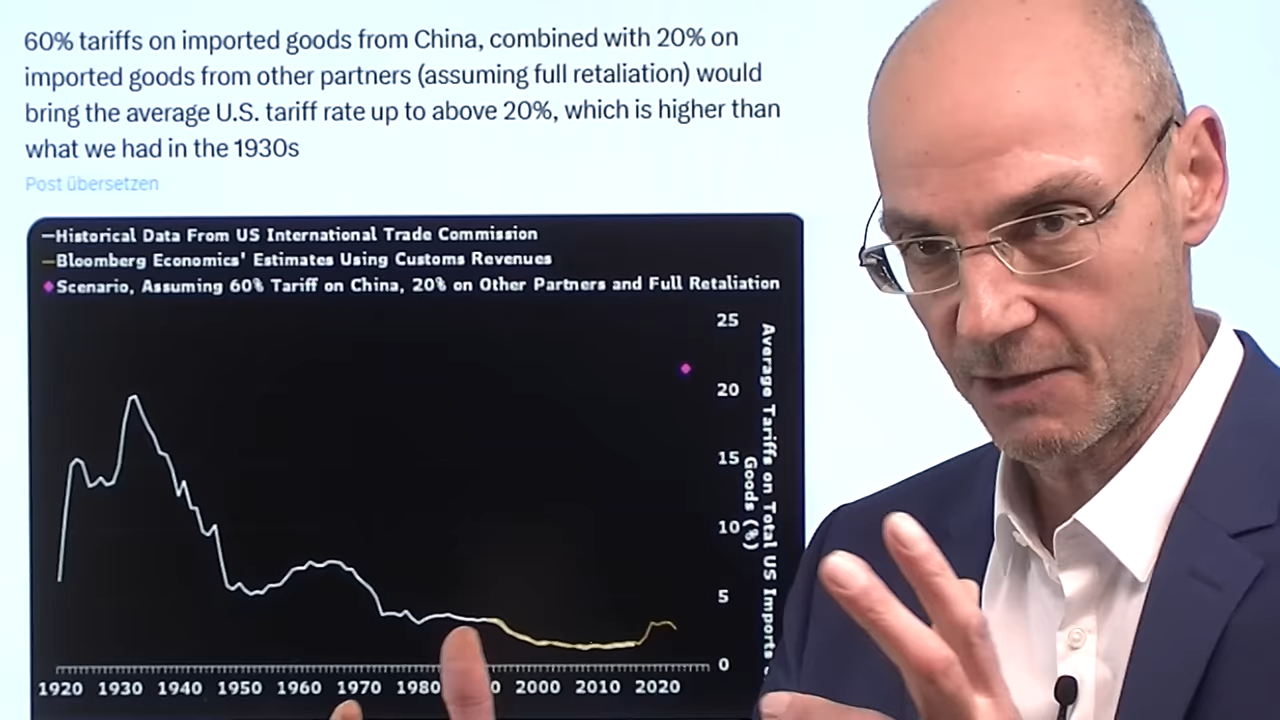 60% tariffs on imported goods from China, combined with 20% on
imported goods from other partners (assuming full retaliation) would
bring the average U.S. tariff rate up to above 20%, which is higher than
what we had in the 1930s
Post übersetzen
Historical Data From US International Trade Commission
Bloomberg Economics' Estimates Using Customs Revenues
Scenario, Assuming 60% Tariff on China, 20% on Other Partners and Full Retaliation
25
20
15
10
5
0
Average Tariffs on Total US Imports
Goods (%)
1920 1930 1940 1950 1960 1970 1980 2000 2010 2020